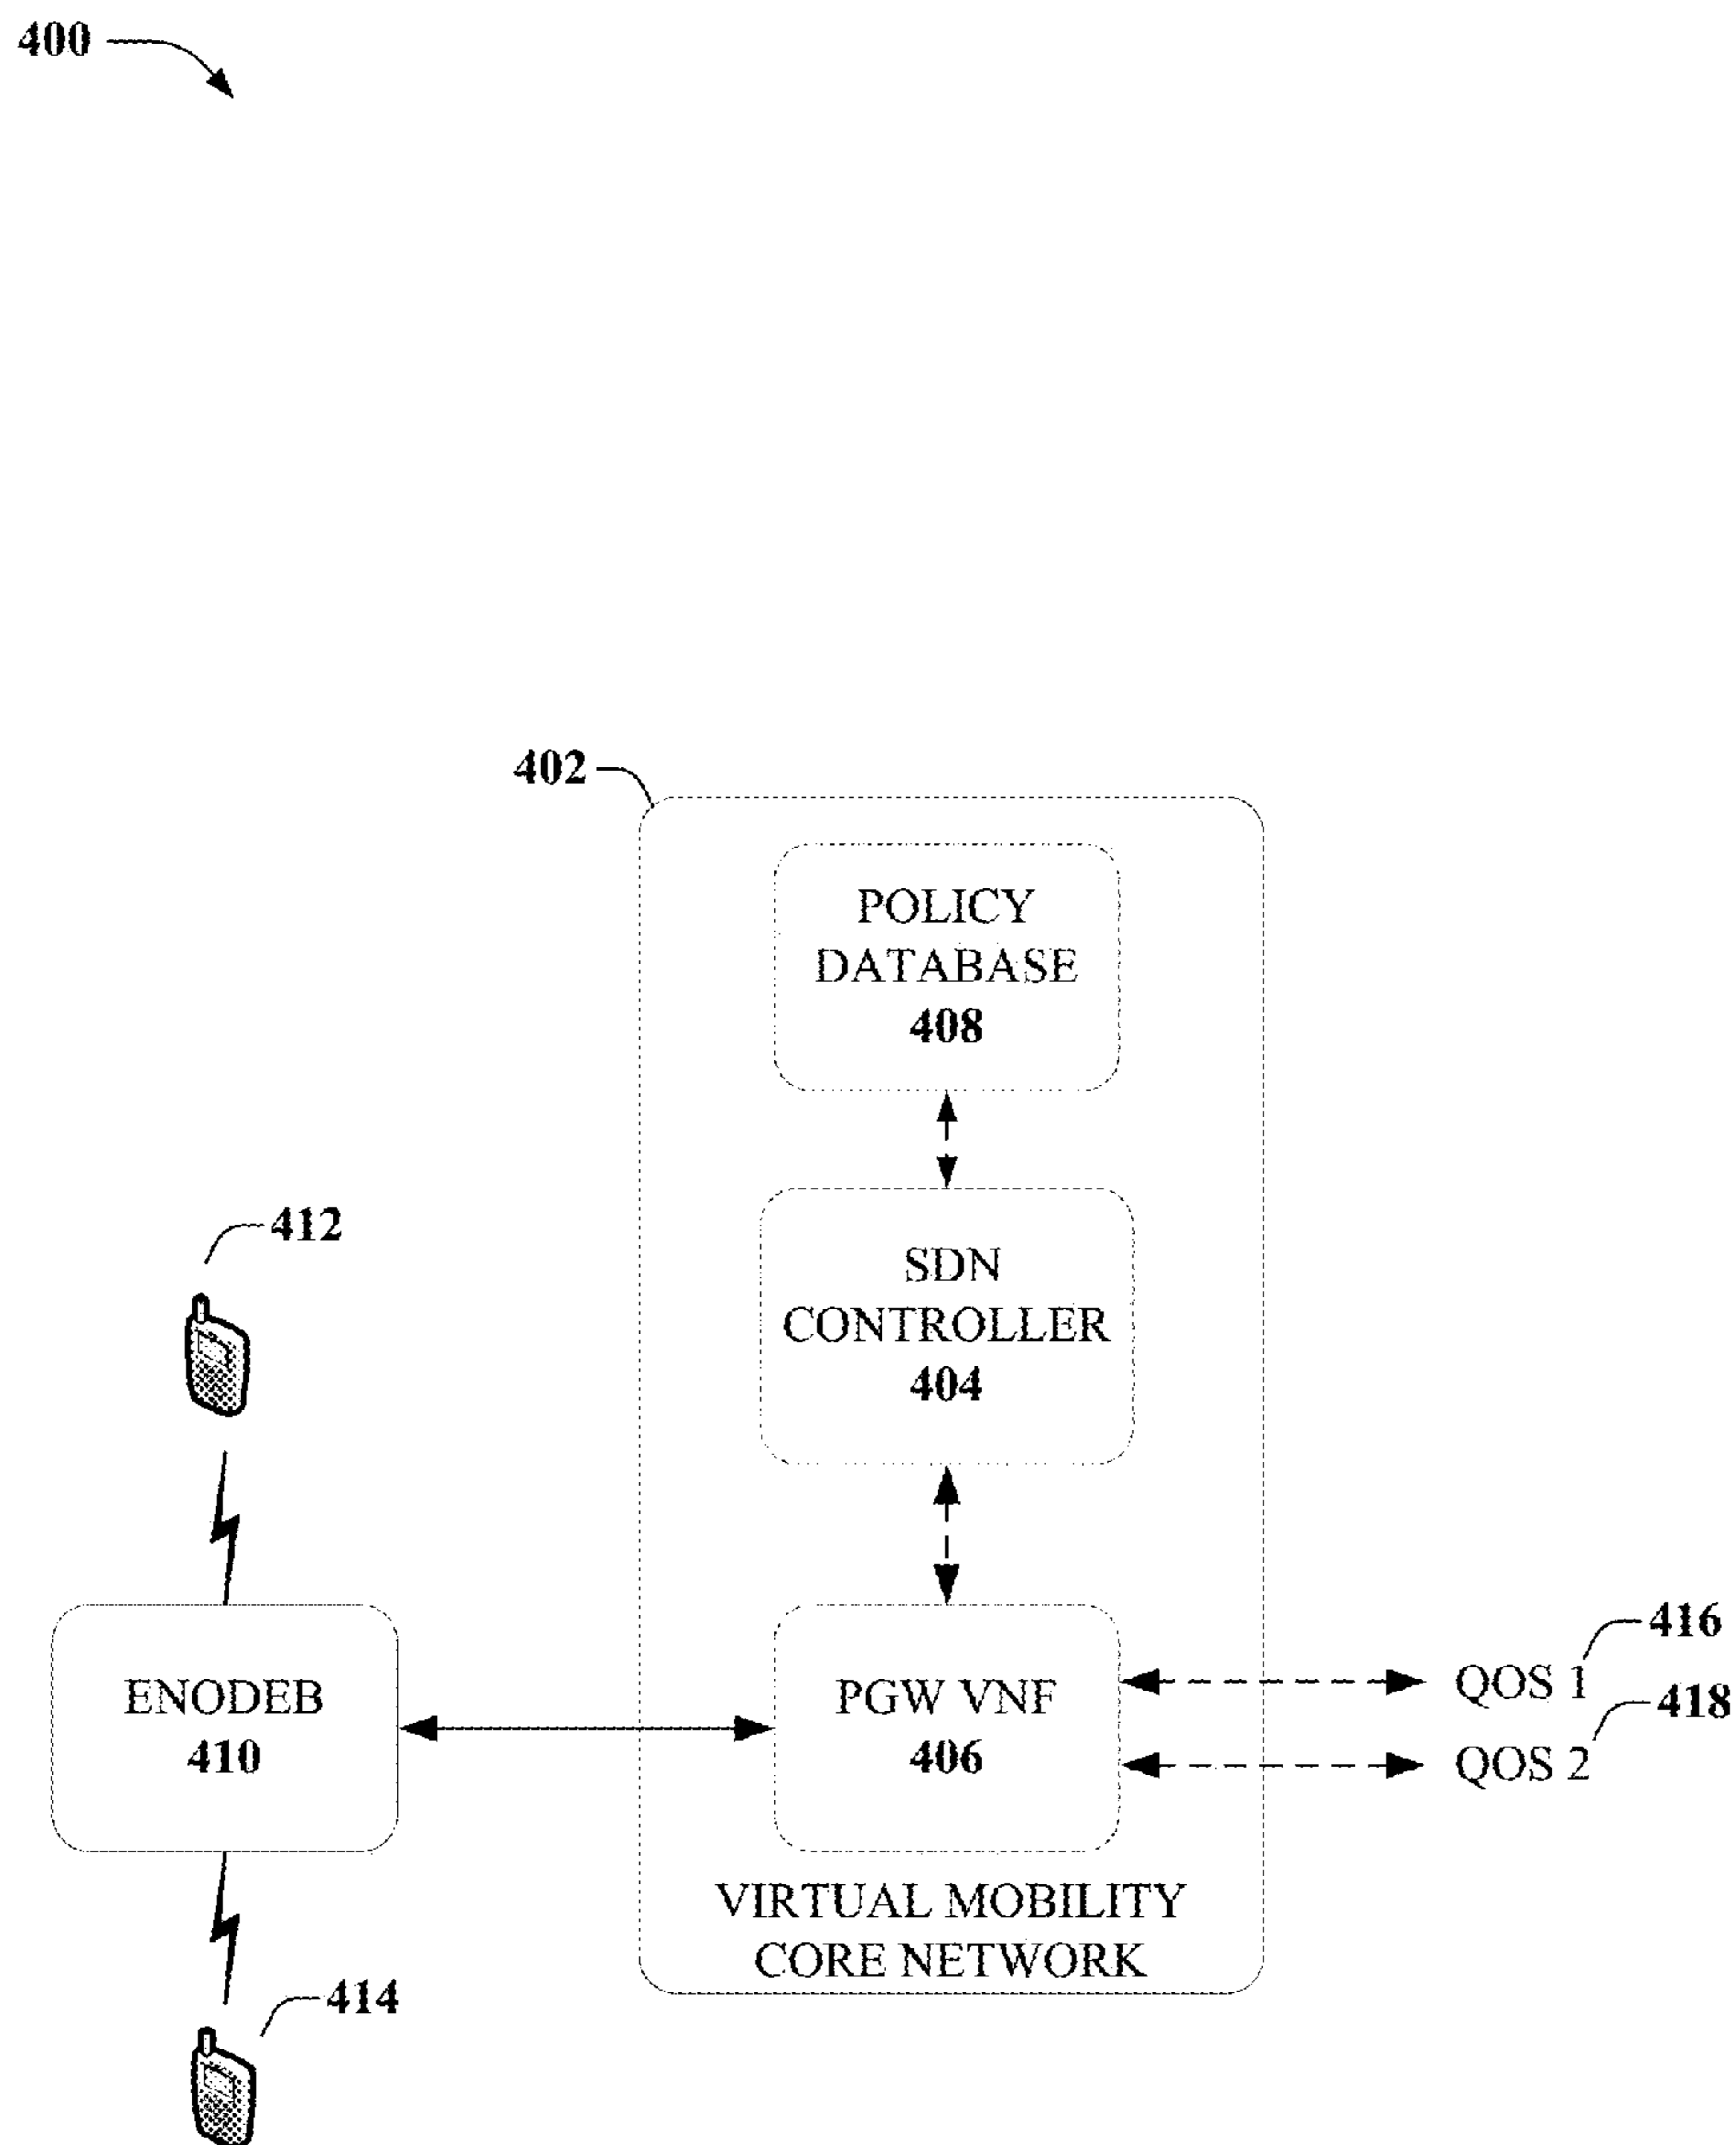 400
402
POLICY
DATABASE
408
412
SDN
CONTROLLER
404
416
ENODEB
410
PGW VNF
406
QOS 1
418
QOS 2
VIRTUAL MOBILITY
CORE NETWORK
414